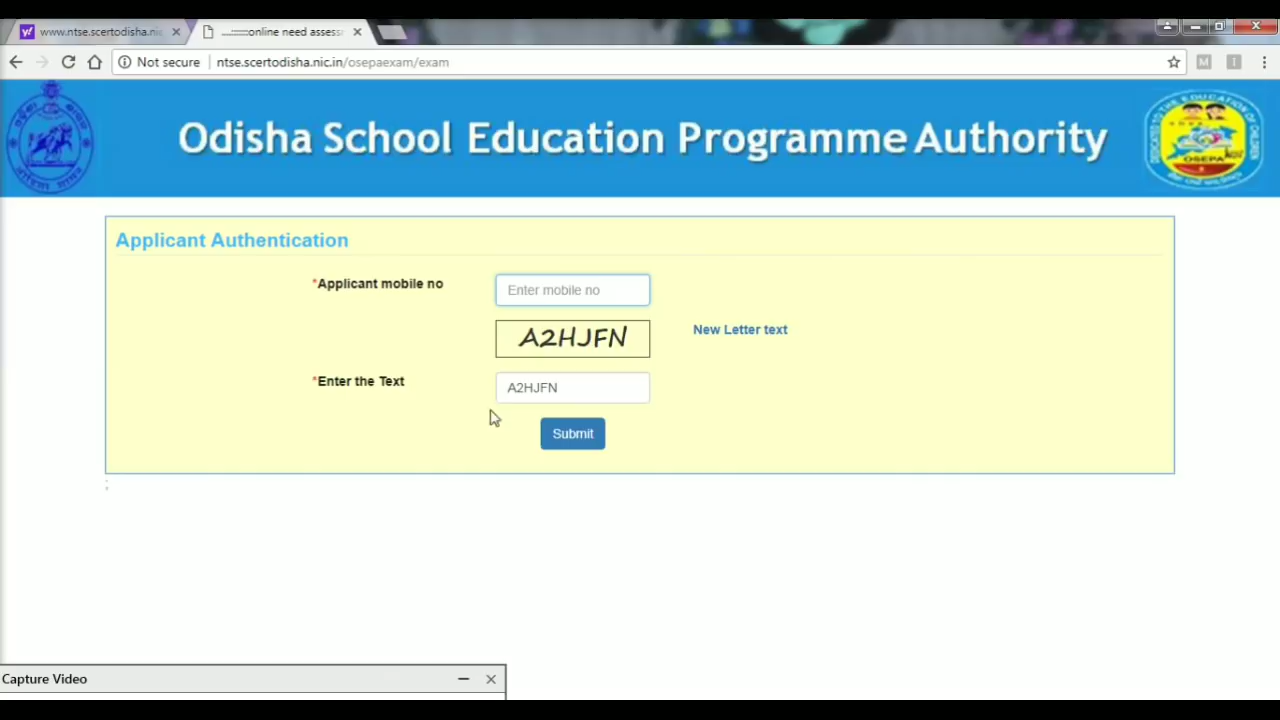 www.ntse.scertodisha.nic
..::::::online need assess
Not secure | ntse.scertodisha.nic.in/osepaexam/exam
Odisha School Education Programme Authority
OSEPA
Applicant Authentication
*Applicant mobile no
Enter mobile no
A2HJFN
New Letter text
*Enter the Text
A2HJFN
Submit
;
Capture Video